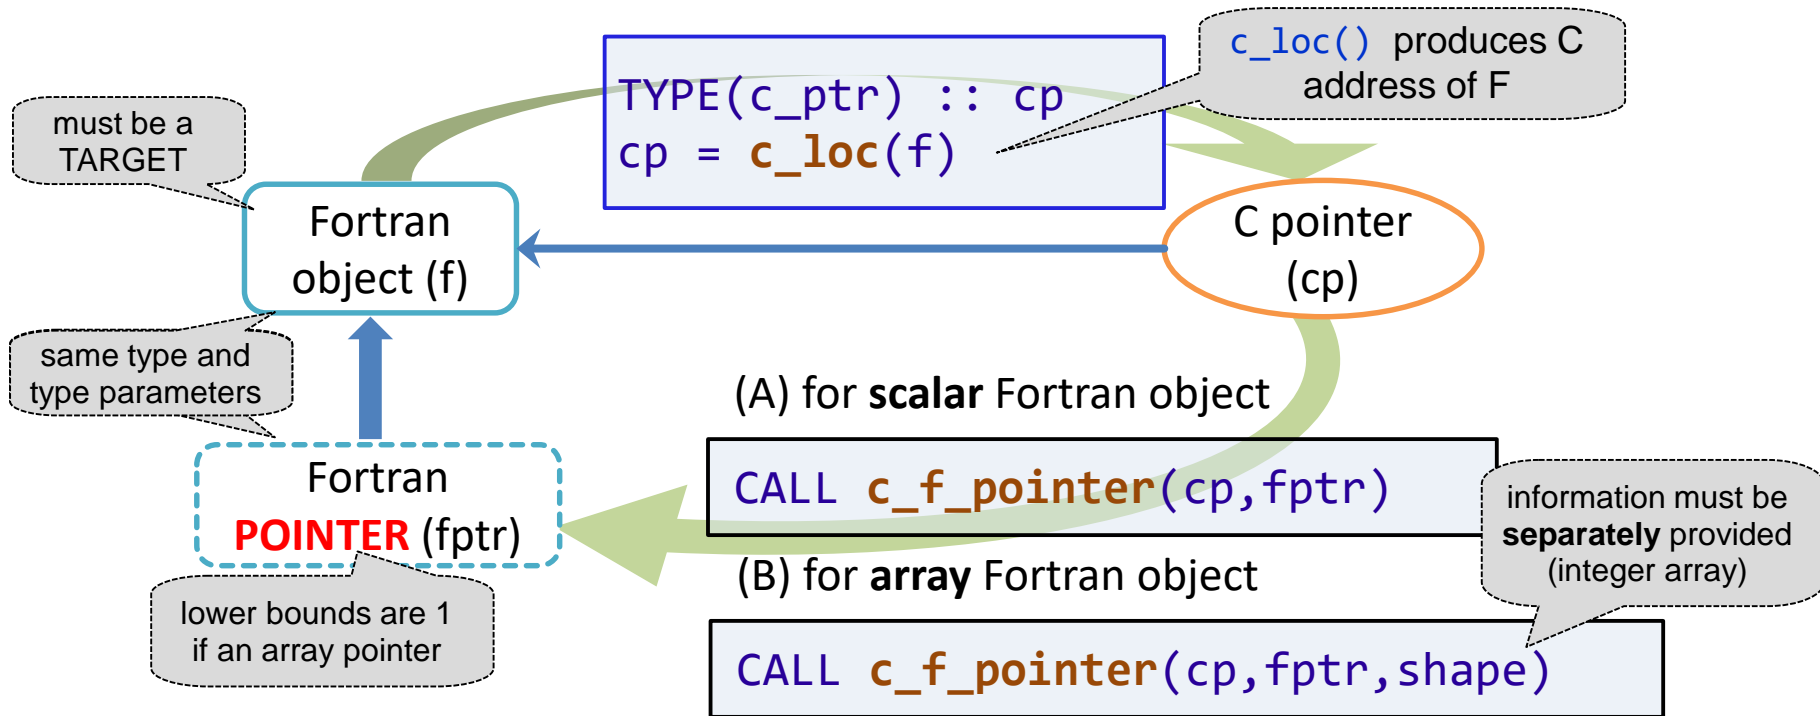 c_loc() produces C
address of F
TYPE(c_ptr) :: cp
cp = c_loc(f)
must be a
TARGET
Fortran
object (f)
C pointer
(cp)
same type and
type parameters
(A) for scalar Fortran object
CALL c_f_pointer(cp,fptr)
Fortran
POINTER (fptr)
information must be
separately provided
(integer array)
(B) for array Fortran object
lower bounds are 1
if an array pointer
CALL c_f_pointer(cp,fptr,shape)